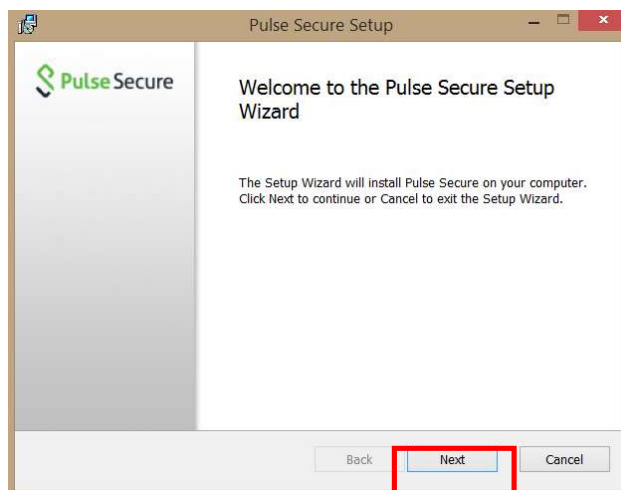 Pulse Secure Setup
Pulse Secure
Welcome to the Pulse Secure Setup
Wizard
The Setup Wizard will install Pulse Secure on your computer.
Click Next to continue or Cancel to exit the Setup Wizard.
Back Next Cancel